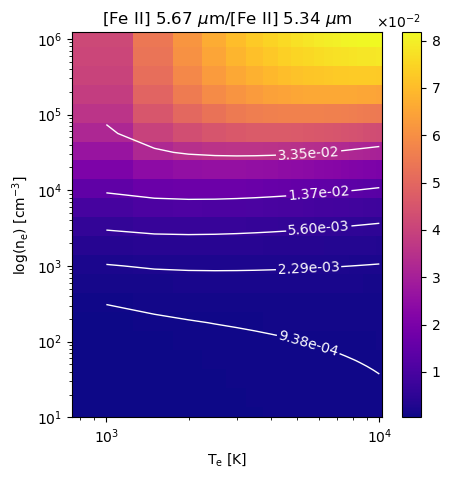 [Fe II] 5.67 μm/[Fe II] 5.34 μm
×10⁻²
10⁶
10⁵
10⁴
10³
10²
10¹
log(nₑ) [cm⁻³]
3.35e-02
1.37e-02
5.60e-03
2.29e-03
9.38e-04
10³
10⁴
Tₑ [K]
8
7
6
5
4
3
2
1